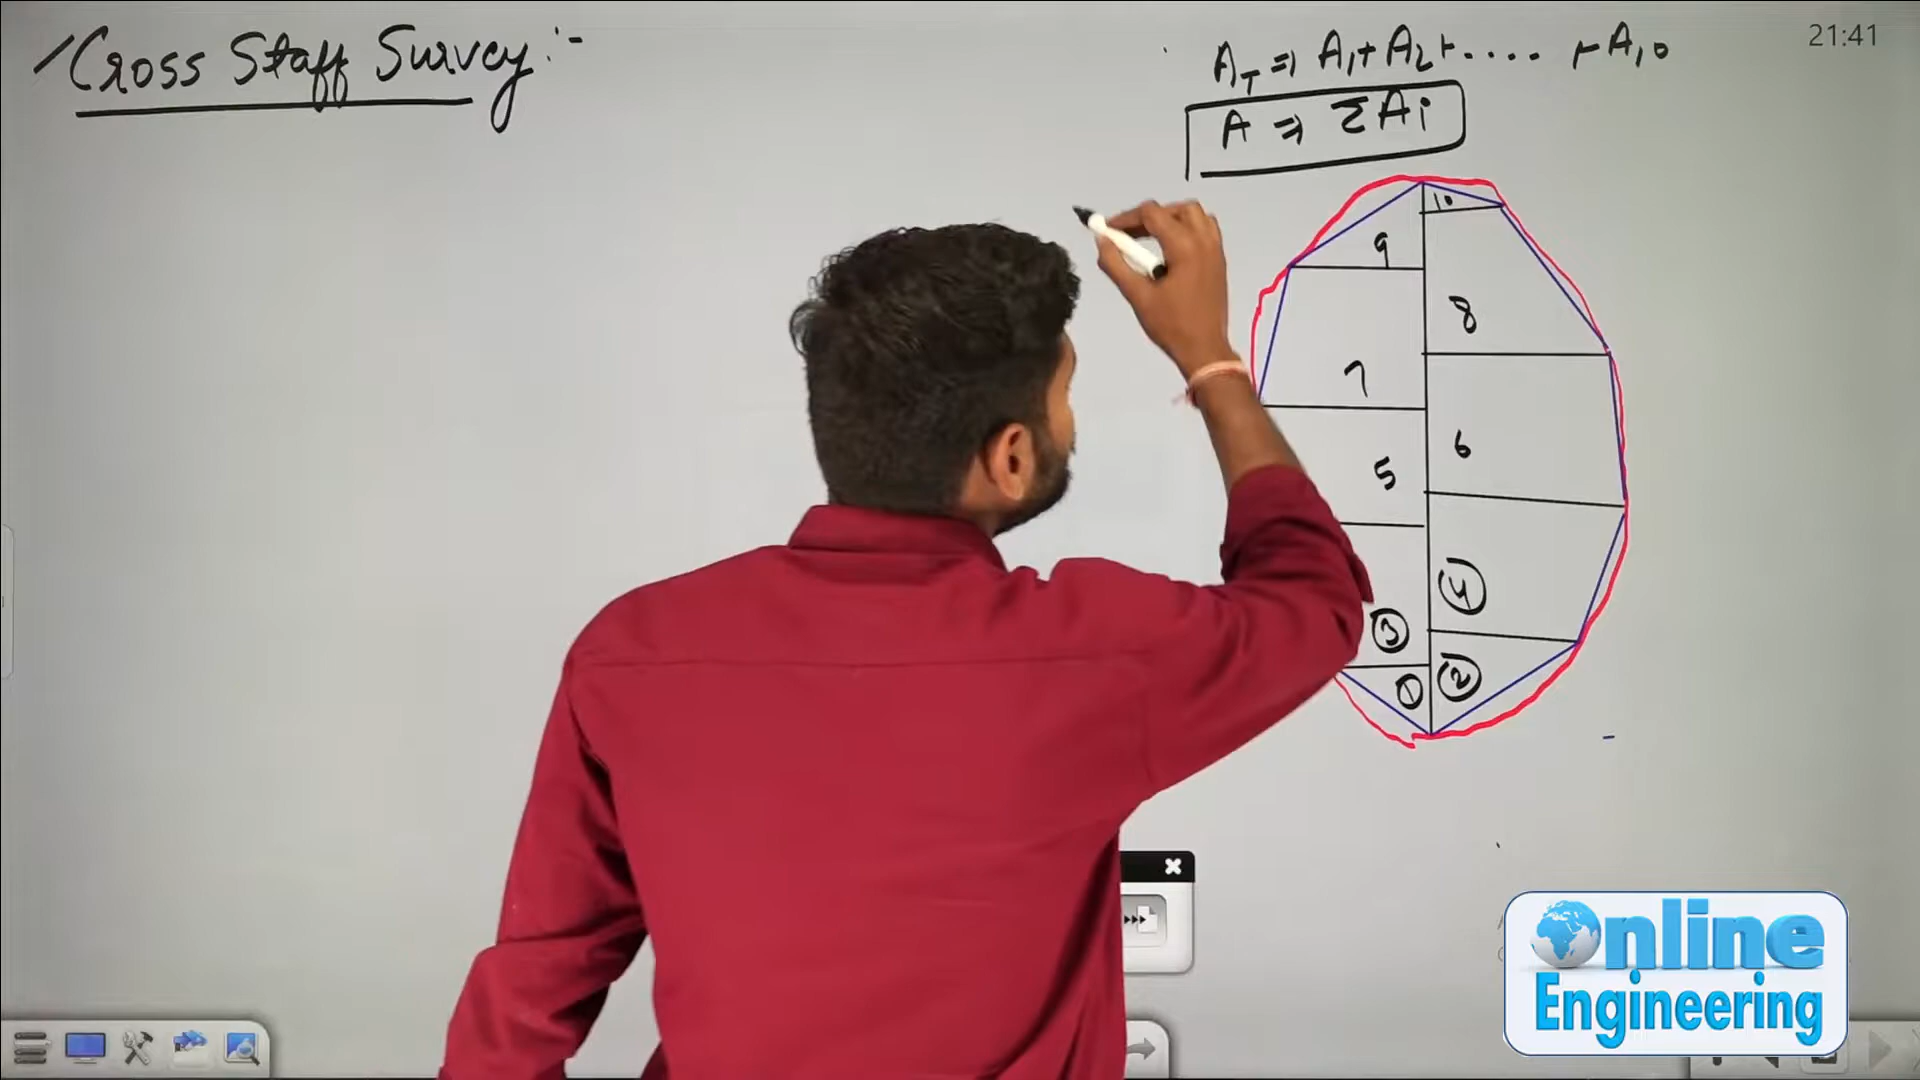 Cross Staff Survey :-
A_T ⇒ A₁ + A₂ + .... + A₁₀
21:41
A ⇒ ΣAi
10
9
8
7
6
5
④
③
②
①
Online
Engineering